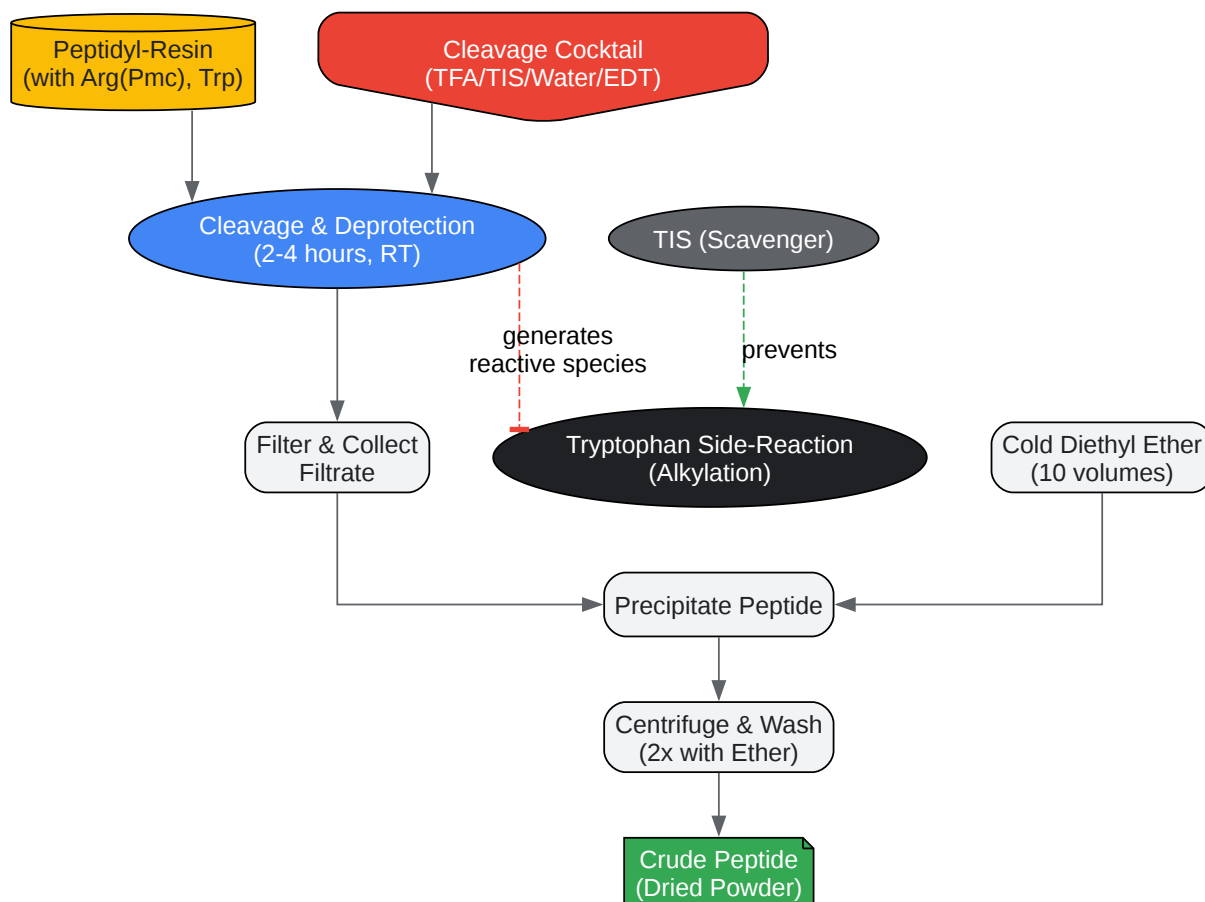 Peptidyl-Resin
(with Arg(Pmc), Trp)
Cleavage Cocktail
(TFA/TIS/Water/EDT)
Cleavage & Deprotection
(2-4 hours, RT)
TIS (Scavenger)
generates
reactive species
prevents
Filter & Collect
Filtrate
Tryptophan Side-Reaction
(Alkylation)
Cold Diethyl Ether
(10 volumes)
Precipitate Peptide
Centrifuge & Wash
(2x with Ether)
Crude Peptide
(Dried Powder)